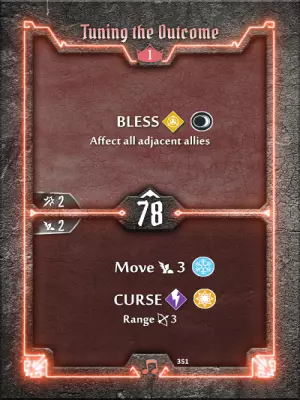 Tuning the Outcome
1
BLESS
Affect all adjacent allies
2
78
2
Move 3
CURSE
Range 3
351